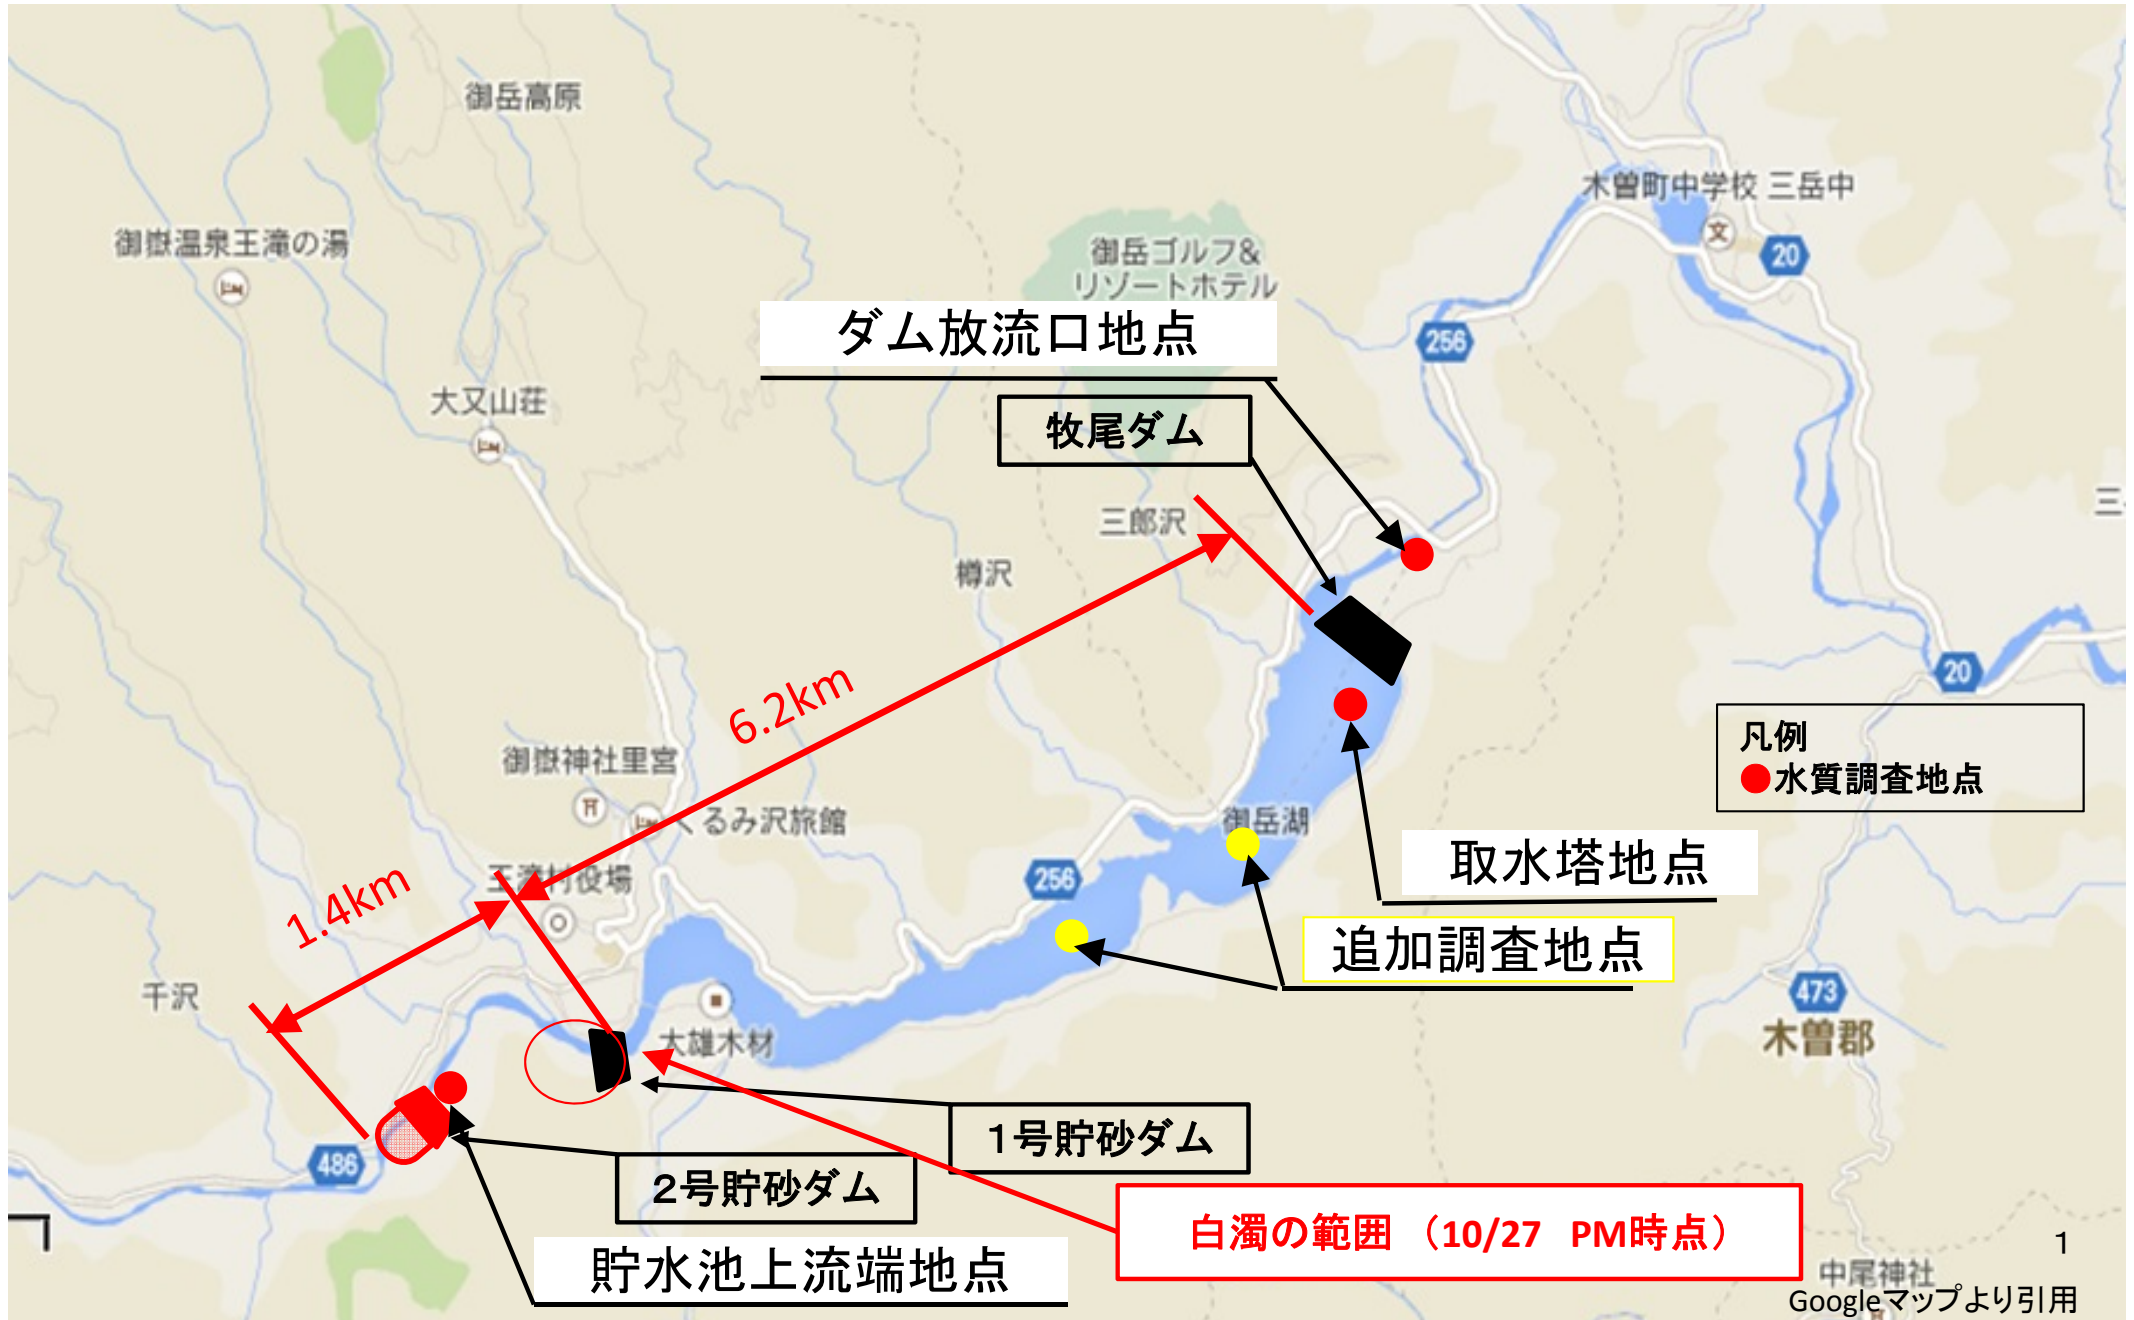 御岳高原
木曽町中学校 三岳中
文
20
御嶽温泉王滝の湯
御岳ゴルフ&
リゾートホテル
ダム放流口地点
256
大又山荘
牧尾ダム
三郎沢
樽沢
6.2km
20
凡例
水質調査地点
御嶽神社里宮
くるみ沢旅館
御岳湖
取水塔地点
256
王滝村役場
1.4km
追加調査地点
千沢
473
木曽郡
大雄木材
1号貯砂ダム
486
2号貯砂ダム
白濁の範囲 （10/27 PM時点）
貯水池上流端地点
1
中尾神社
Googleマップより引用